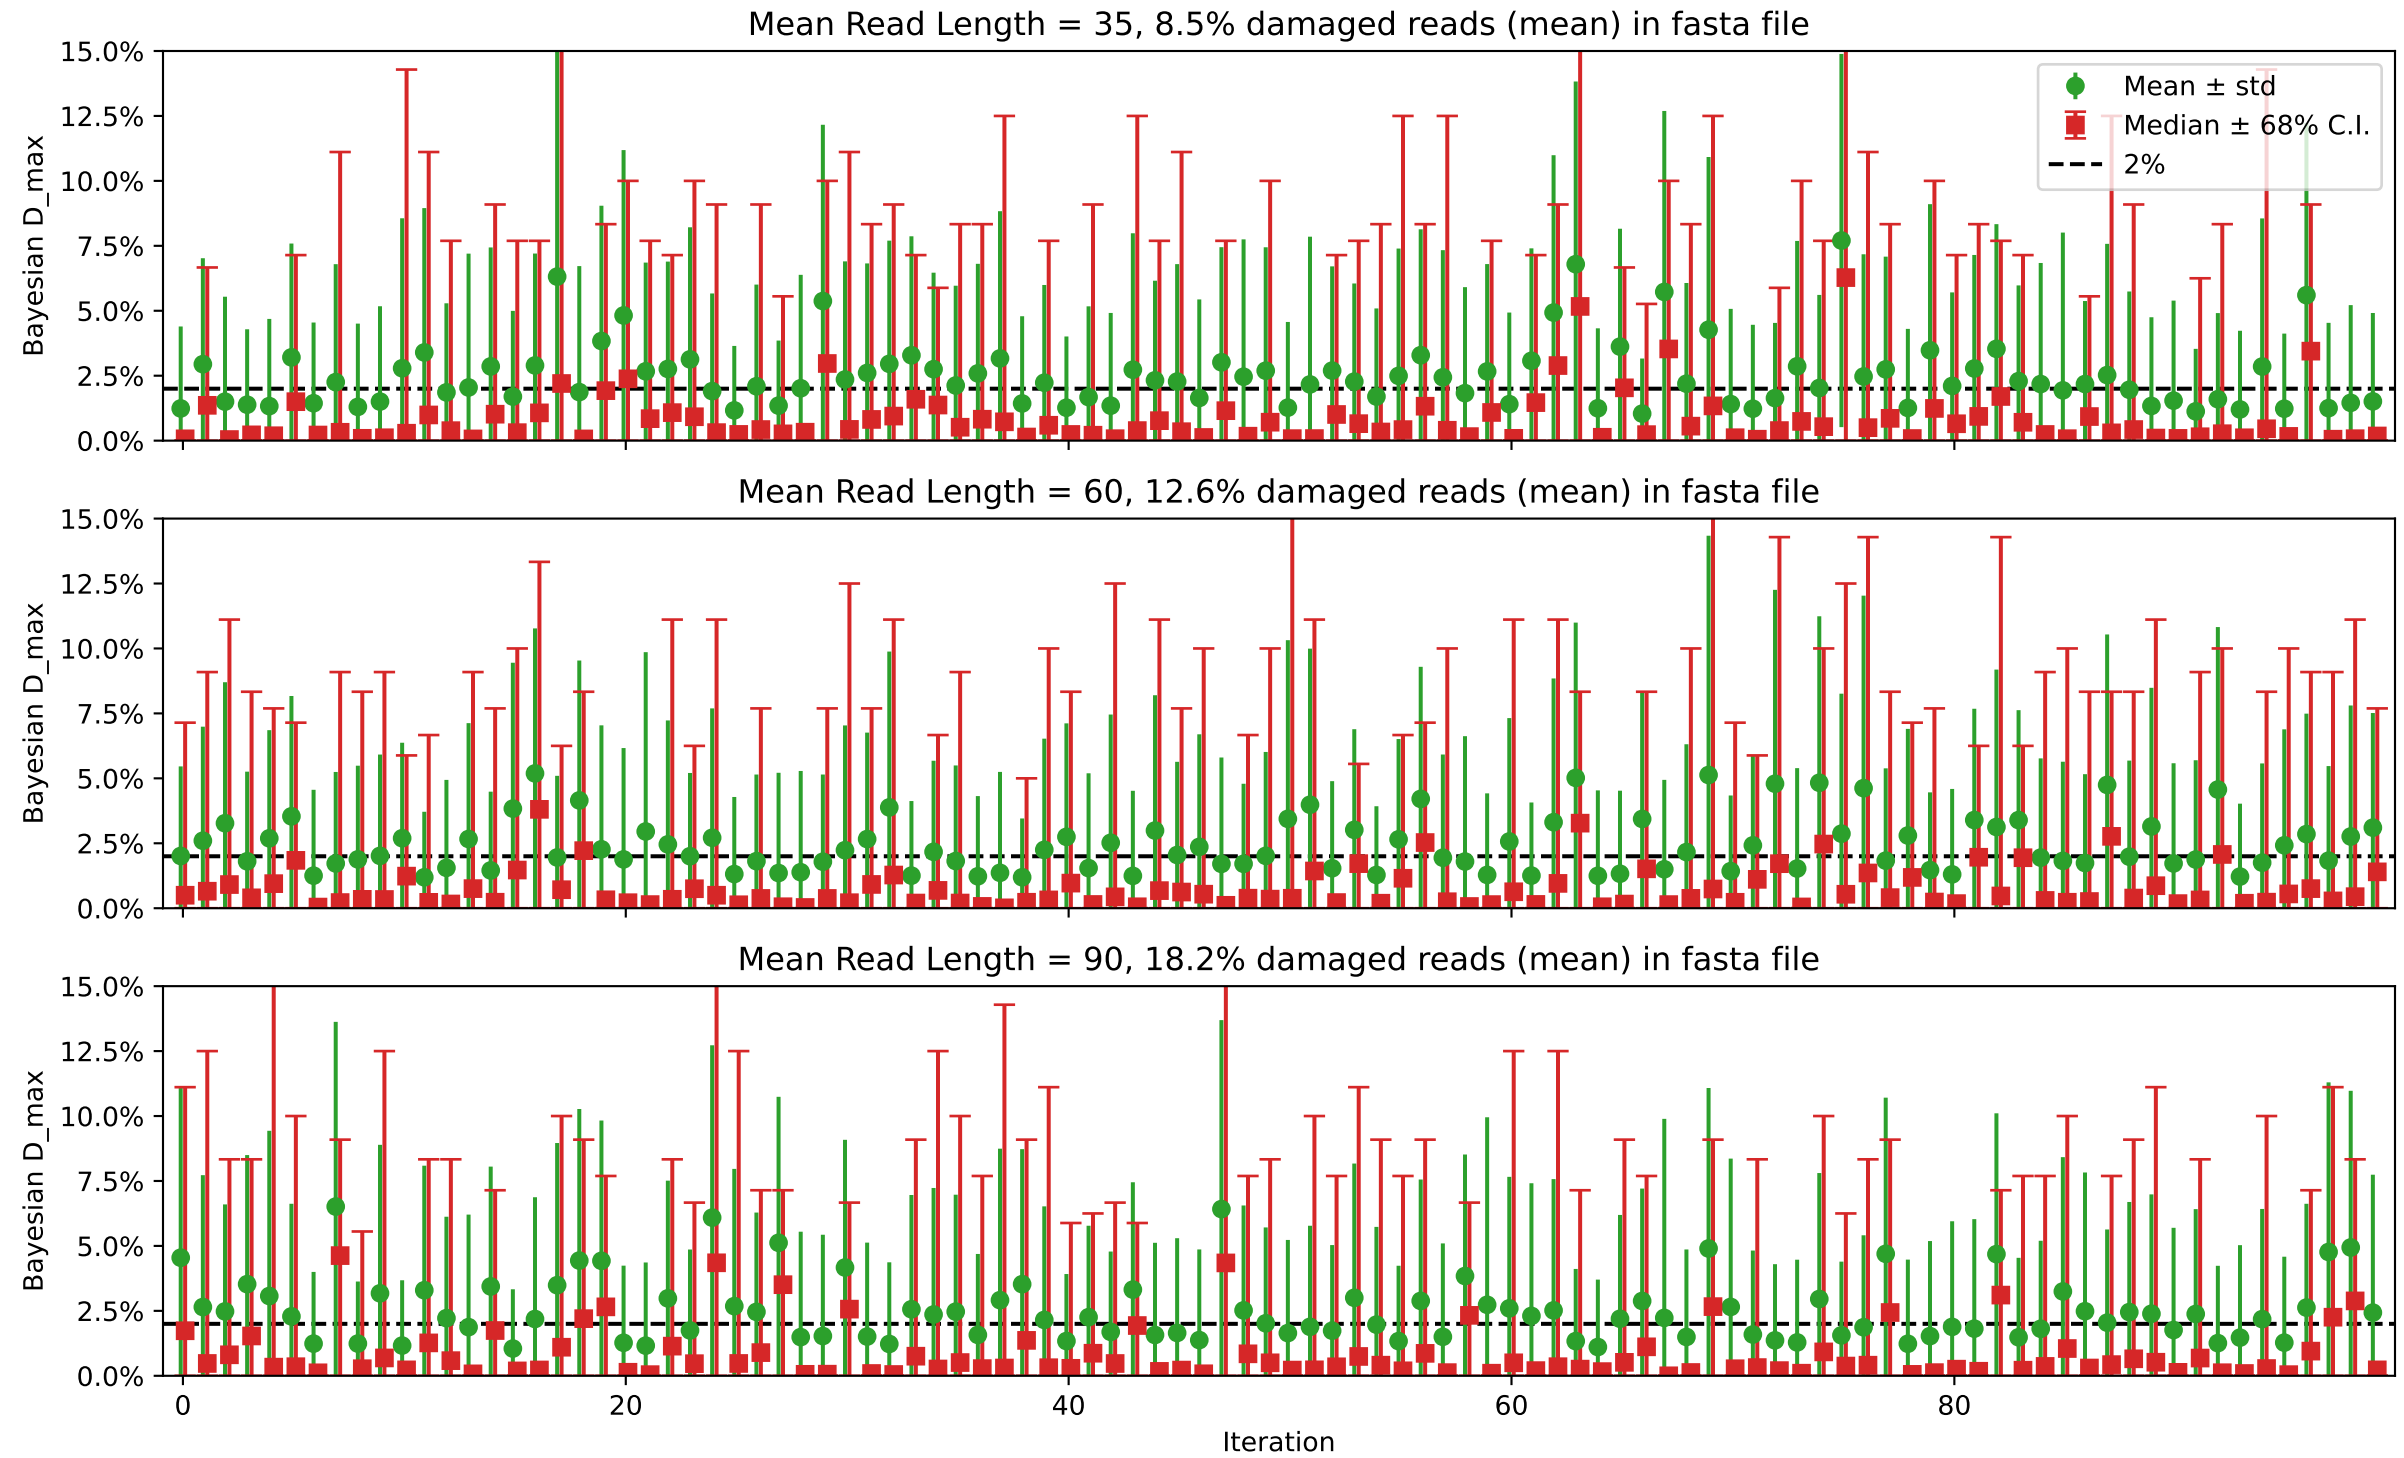 Mean Read Length = 35, 8.5% damaged reads (mean) in fasta file
15.0%
12.5%
10.0%
7.5%
5.0%
2.5%
0.0%
Bayesian D_max
Mean ± std
Median ± 68% C.I.
2%
Mean Read Length = 60, 12.6% damaged reads (mean) in fasta file
15.0%
12.5%
10.0%
7.5%
5.0%
2.5%
0.0%
Bayesian D_max
Mean Read Length = 90, 18.2% damaged reads (mean) in fasta file
15.0%
12.5%
10.0%
7.5%
5.0%
2.5%
0.0%
Bayesian D_max
0 20 40 60 80
Iteration